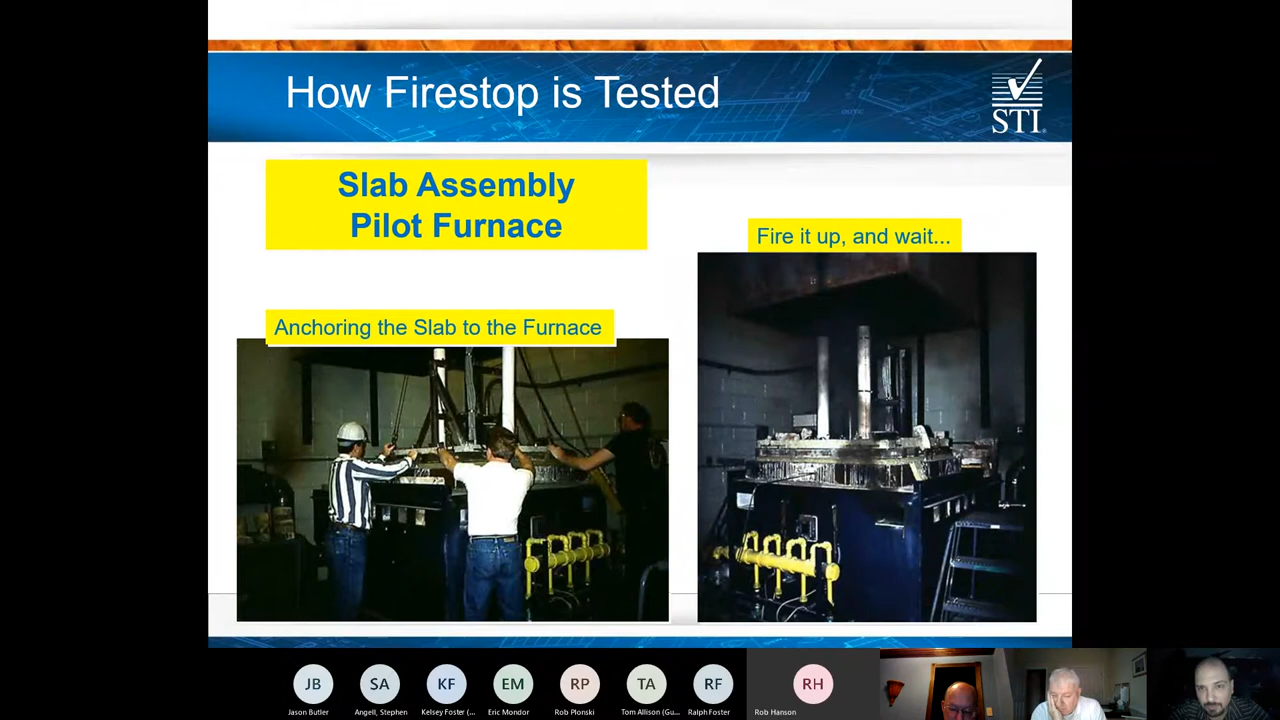 How Firestop is Tested
STI
Slab Assembly
Pilot Furnace
Fire it up, and wait...
Anchoring the Slab to the Furnace
JB
SA
KF
EM
RP
TA
RF
RH
Jason Butler
Angell, Stephen
Kelsey Foster (...
Eric Mondor
Rob Plonski
Tom Allison (Gu...
Ralph Foster
Rob Hanson